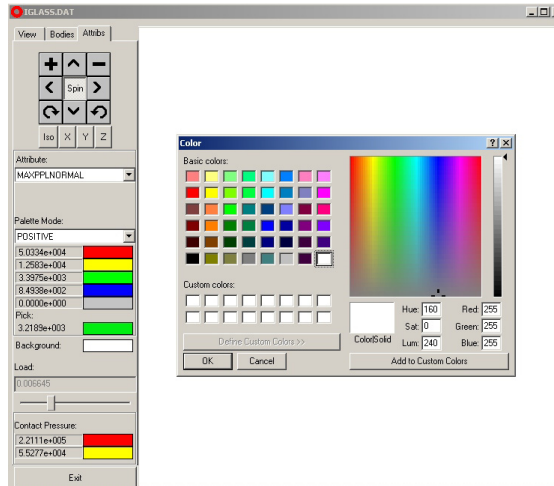 IGLASS.DAT
View Bodies Attribs
Spin
Iso X Y Z
Attribute:
MAXPPLNORMAL
Palette Mode:
POSITIVE
5.0334e+004
1.2583e+004
3.3975e+003
8.4938e+002
0.0000e+000
Pick:
3.2189e+003
Background:
Load:
0.006645
Contact Pressure:
2.2111e+005
5.5277e+004
Exit
Color
Basic colors:
Custom colors:
Define Custom Colors >>
OK Cancel
Color|Solid
Hue: 160 Red: 255
Sat: 0 Green: 255
Lum: 240 Blue: 255
Add to Custom Colors